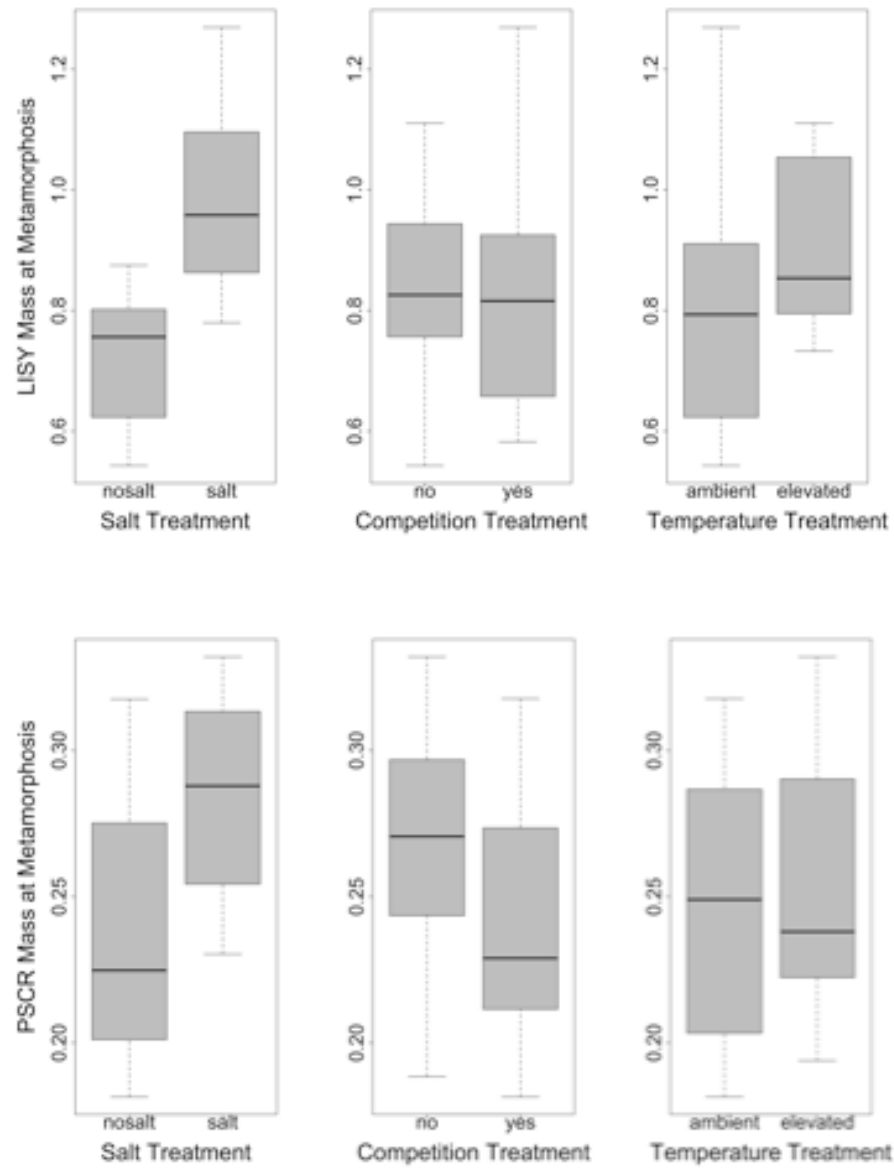 LISY Mass at Metamorphosis
1.2
1.0
0.8
0.6
nosalt salt
Salt Treatment
1.2
1.0
0.8
0.6
no yes
Competition Treatment
1.2
1.0
0.8
0.6
ambient elevated
Temperature Treatment
PSCR Mass at Metamorphosis
0.30
0.25
0.20
nosalt salt
Salt Treatment
0.30
0.25
0.20
no yes
Competition Treatment
0.30
0.25
0.20
ambient elevated
Temperature Treatment